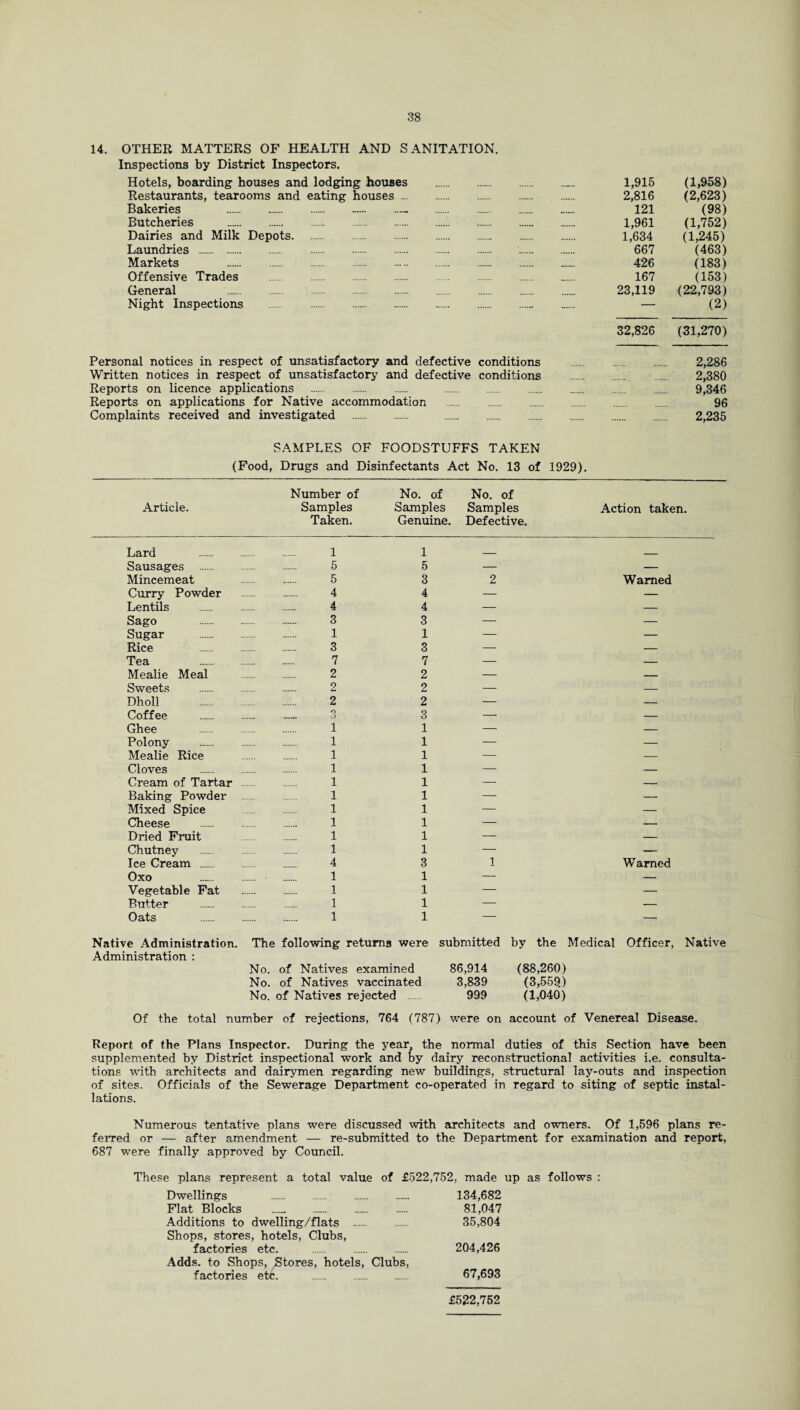 38
14. OTHER MATTERS OF HEALTH AND SANITATION.
Inspections by District Inspectors.
Hotels, boarding houses and lodging houses ...... ...... ...... ...... 1,915 (1,958)
Restaurants, tearooms and eating houses ... ...... ...... ...... ...... 2,816 (2,623)
Bakeries ...... ...... ...... ...... ...... ...... ...... ...... ...... 121 (98)
Butcheries ...... ...... ...... ...... ...... ...... ...... ...... ...... 1,961 (1,752)
Dairies and Milk Depots. ...... ...... ...... ...... ...... ...... ...... 1,634 (1,245)
Laundries ...... ...... ...... ...... ...... ...... ...... ...... ...... 667 (463)
Markets ...... ...... ...... ...... ...... ...... ...... ...... ...... 426 (183)
Offensive Trades ...... ...... ...... ...... ...... ...... ...... ...... 167 (153)
General ...... ...... ...... ...... ...... ...... ...... ...... ...... 23,119 (22,793)
Night Inspections ...... ...... ...... ...... ...... ...... ...... ...... — (2)
32,826 (31,270)
Personal notices in respect of unsatisfactory and defective conditions ...... ...... ...... 2,286
Written notices in respect of unsatisfactory and defective conditions ...... ...... ...... 2,380
Reports on licence applications ...... ...... ...... ...... ...... ...... ...... ...... ...... 9,346
Reports on applications for Native accommodation ...... ...... ...... ...... ...... ...... 96
Complaints received and investigated ...... ...... ...... ...... ...... ...... ...... ...... 2,235
SAMPLES OF FOODSTUFFS TAKEN
(Food, Drugs and Disinfectants Act No. 13 of 1929).
Number of No. of No. of
Article. Samples Samples Samples Action taken.
Taken. Genuine. Defective.
Lard ...... ...... ...... 1 1 — —
Sausages ...... ...... ...... 5 5 — —
Mincemeat ...... ...... 5 3 2 Warned
Curry Powder ...... ...... 4 4 — —
Lentils ...... ...... ...... 4 4 — —
Sago ...... ...... ...... 3 3 — —
Sugar ...... ...... ...... 1 1 — —
Rice ...... ...... ...... 3 3 — —
Tea ...... ...... ...... 7 7 — —
Mealie Meal ...... ...... 2 2 — —
Sweets ...... ...... ...... 2 2 — —
Dholl ...... ...... ...... 2 2 — —
Coffee ...... ...... ...... 3 3 — —
Ghee ...... ...... ...... 1 1 — —
Polony ...... ...... ...... 1 1 — —
Mealie Rice ...... ...... 1 1 — —
Cloves ...... ...... ...... 1 1 — —
Cream of Tartar ...... ...... 1 1 — —
Baking Powder ...... ...... 1 1 — —
Mixed Spice ...... ...... 1 1 — —
Cheese ...... ...... ...... 1 1 — —
Dried Fruit ...... ...... 1 1 — —
Chutney ...... ...... ...... 1 1 — —
Ice Cream ...... ...... ...... 4 3 1 Warned
Oxo ...... ...... ...... 1 1 — —
Vegetable Fat ...... ...... 1 1 — —
Butter ...... ...... ...... 1 1 — —
Oats ...... ...... ...... 1 1 — —
Native Administration. The following returns were submitted by the Medical Officer, Native
Administration :
No. of Natives examined 86,914 (88,260)
No. of Natives vaccinated 3,839 (3,559)
No. of Natives rejected ...... 999 (1,040)
Of the total number of rejections, 764 (787) were on account of Venereal Disease.
Report of the Plans Inspector. During the year, the normal duties of this Section have been
supplemented by District inspectional work and by dairy reconstructional activities i.e. consulta-
tions with architects and dairymen regarding new buildings, structural lay-outs and inspection
of sites. Officials of the Sewerage Department co-operated in regard to siting of septic instal-
lations.
Numerous tentative plans were discussed with architects and owners. Of 1,596 plans re-
ferred or — after amendment — re-submitted to the Department for examination and report,
687 were finally approved by Council.
These plans represent a total value of £522,752, made up as follows :
Dwellings ...... ...... ...... ...... 134,682
Flat Blocks ...... ...... ...... ...... 81,047
Additions to dwelling/flats ...... ...... 35,804
Shops, stores, hotels, Clubs,
factories etc. ...... ...... ...... 204,426
Adds. to Shops, Stores, hotels, Clubs,
factories etc. ...... ...... ...... 67,693
£522,752